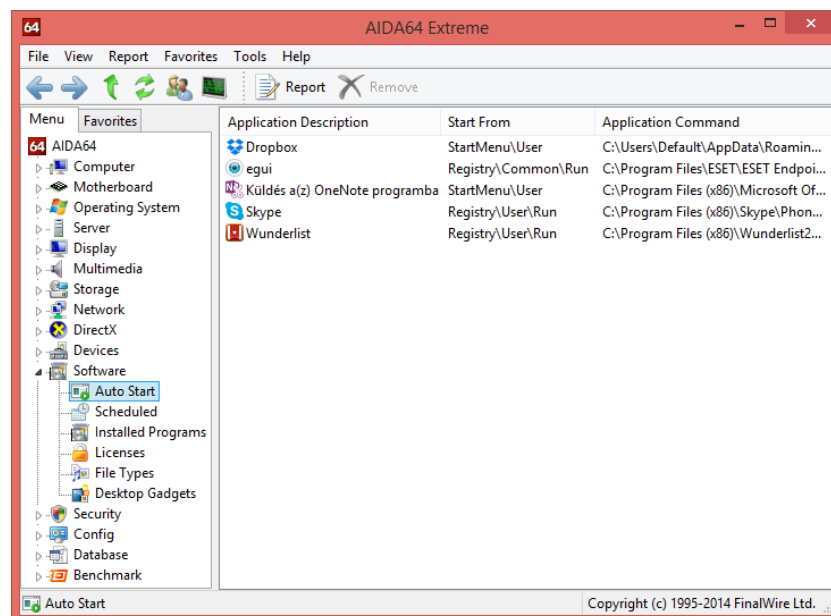 64 AIDA64 Extreme
File View Report Favorites Tools Help
Report Remove
Menu Favorites
64 AIDA64
Computer
Motherboard
Operating System
Server
Display
Multimedia
Storage
Network
DirectX
Devices
Software
Auto Start
Scheduled
Installed Programs
Licenses
File Types
Desktop Gadgets
Security
Config
Database
Benchmark
Application Description Start From Application Command
Dropbox StartMenu\User C:\Users\Default\AppData\Roamin...
egui Registry\Common\Run C:\Program Files\ESET\ESET Endpoi...
Küldés a(z) OneNote programba StartMenu\User C:\Program Files (x86)\Microsoft Of...
Skype Registry\User\Run C:\Program Files (x86)\Skype\Phon...
Wunderlist Registry\User\Run C:\Program Files (x86)\Wunderlist2...
Auto Start Copyright (c) 1995-2014 FinalWire Ltd.